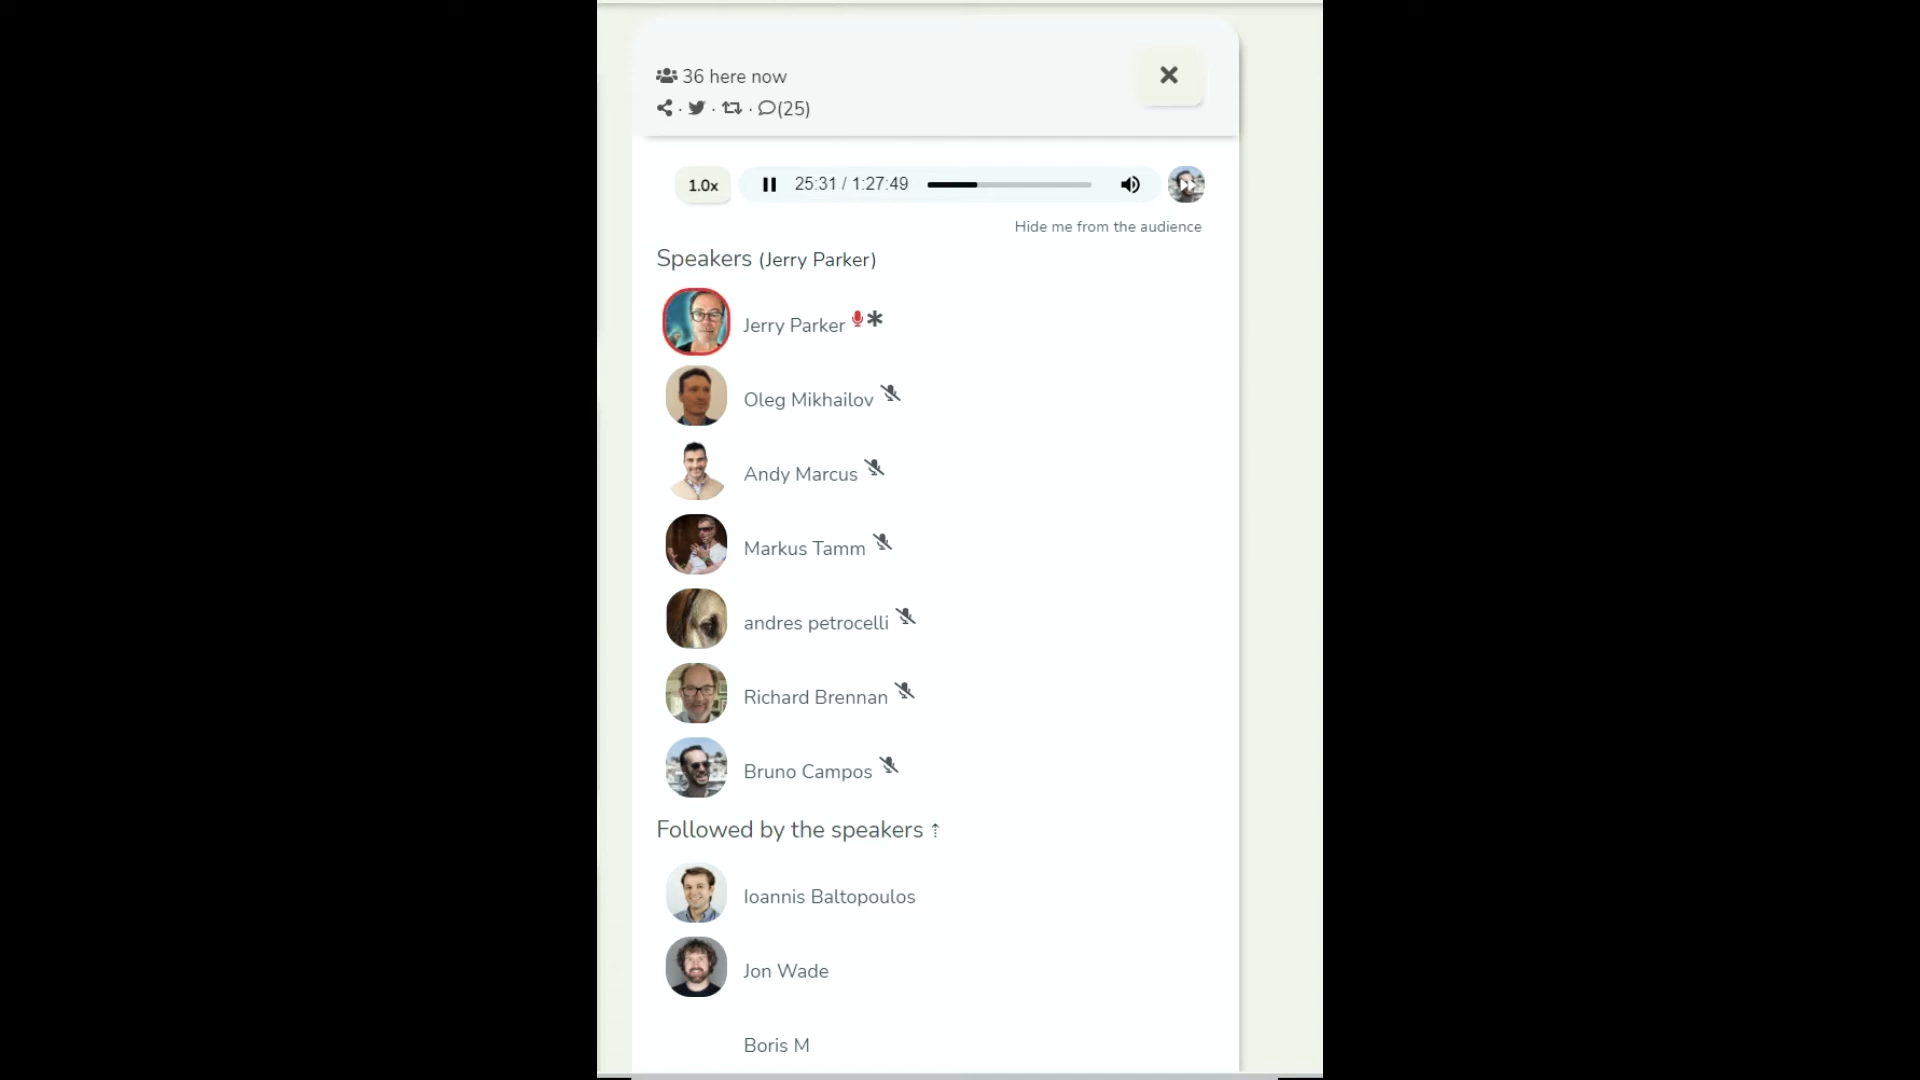 36 here now
· · · (25)
1.0x
25:31 / 1:27:49
Hide me from the audience
Speakers (Jerry Parker)
Jerry Parker
Oleg Mikhailov
Andy Marcus
Markus Tamm
andres petrocelli
Richard Brennan
Bruno Campos
Followed by the speakers ⇡
Ioannis Baltopoulos
Jon Wade
Boris M